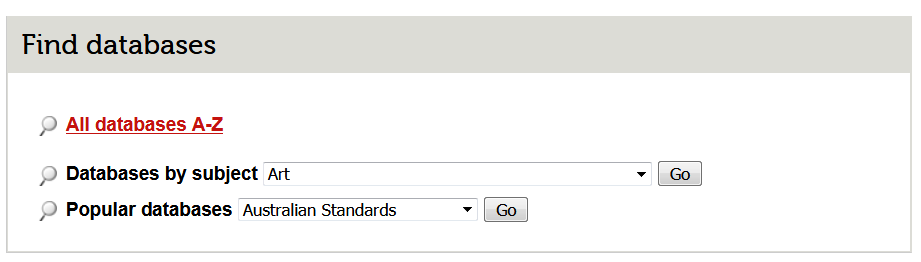 Find databases
All databases A-Z
Databases by subject Art Go
Popular databases Australian Standards Go